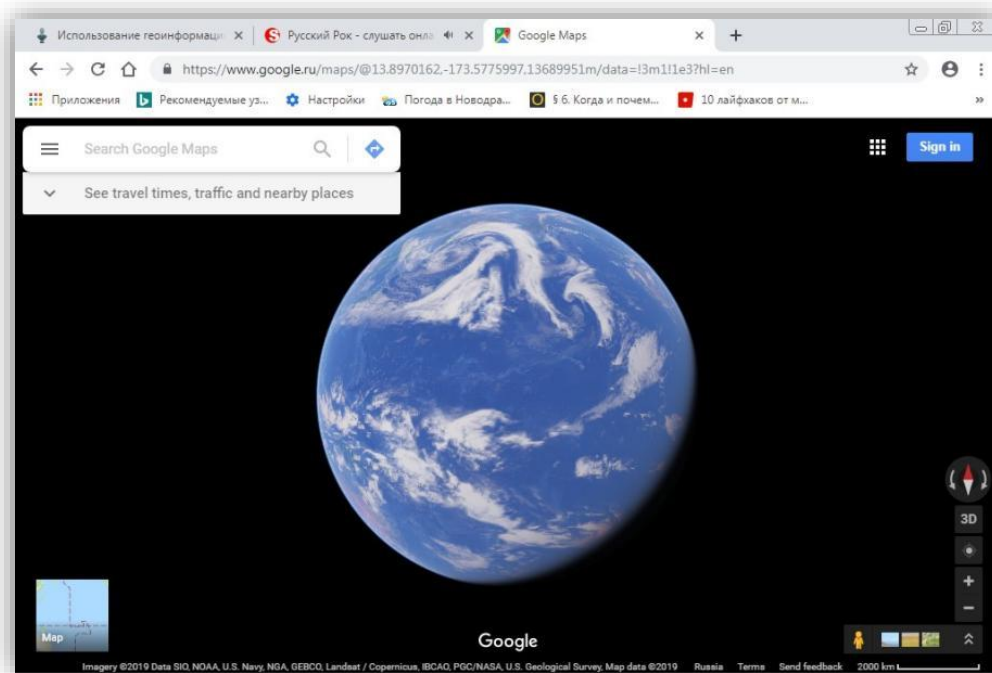 Использование геоинформаци
Русский Рок - слушать онла
Google Maps
https://www.google.ru/maps/@13.8970162,-173.5775997,13689951m/data=!3m1!1e3?hl=en
Приложения
Рекомендуемые уз...
Настройки
Погода в Новодра...
§ 6. Когда и почем...
10 лайфхаков от м...
Search Google Maps
Sign in
See travel times, traffic and nearby places
3D
Map
Google
Imagery ©2019 Data SIO, NOAA, U.S. Navy, NGA, GEBCO, Landsat / Copernicus, IBCAO, PGC/NASA, U.S. Geological Survey, Map data ©2019 Russia Terms Send feedback 2000 km